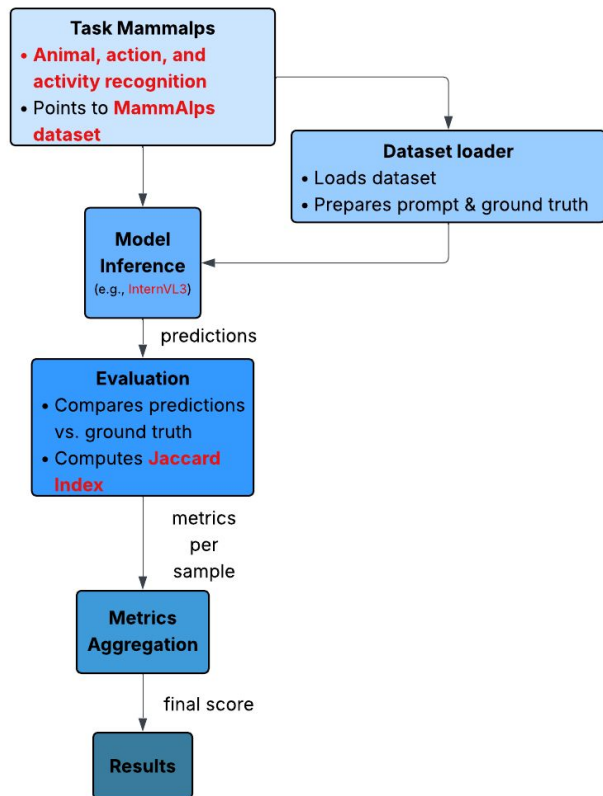 Task Mammalps
• Animal, action, and
activity recognition
• Points to MammAlps
dataset
Dataset loader
• Loads dataset
• Prepares prompt & ground truth
Model
Inference
(e.g., InternVL3)
predictions
Evaluation
• Compares predictions
vs. ground truth
• Computes Jaccard
Index
metrics
per
sample
Metrics
Aggregation
final score
Results